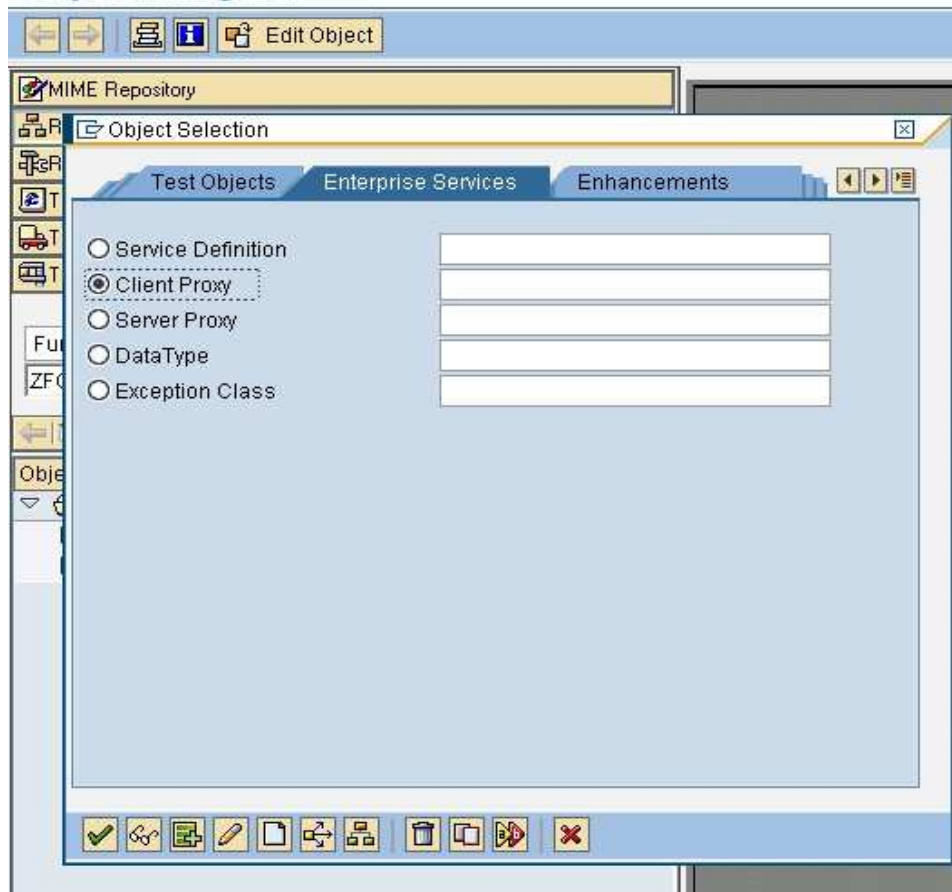 Edit Object
MIME Repository
Object Selection
Test Objects Enterprise Services Enhancements
Service Definition
Client Proxy
Server Proxy
DataType
Exception Class